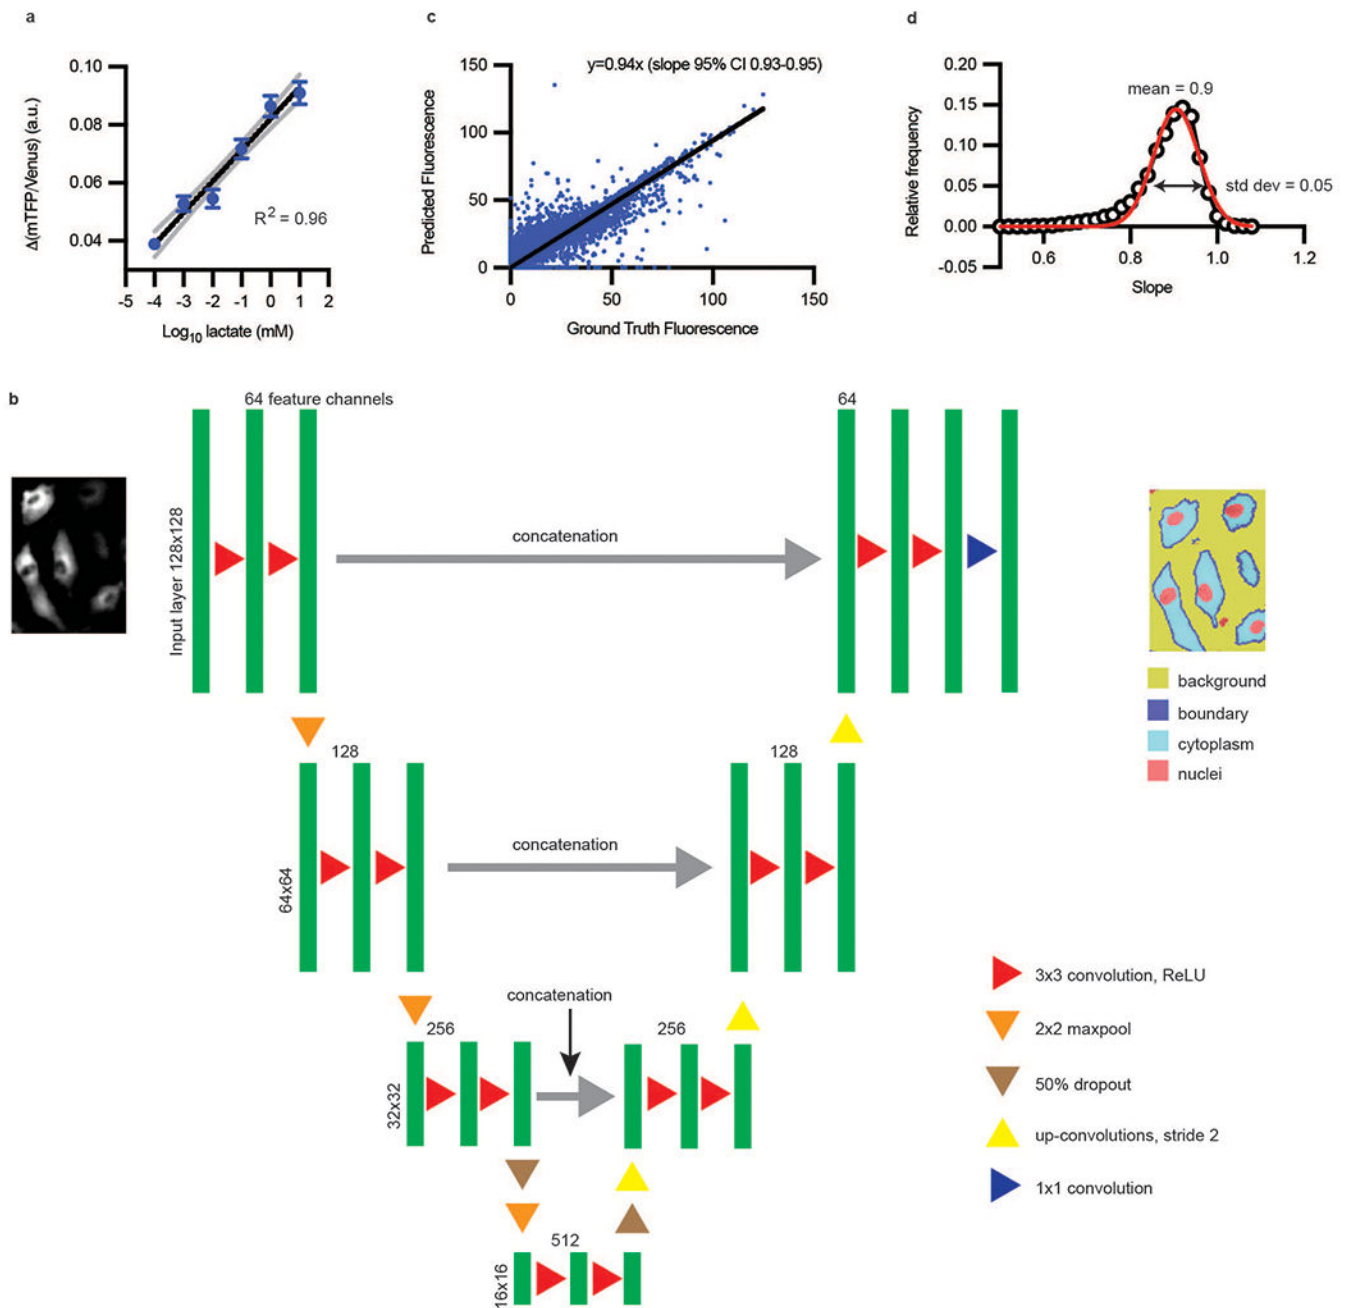 a
0.10
0.08
0.06
0.04
Δ(mTFP/Venus) (a.u.)
R² = 0.96
-5 -4 -3 -2 -1 0 1 2
Log₁₀ lactate (mM)
c
y=0.94x (slope 95% CI 0.93-0.95)
150
100
50
0
Predicted Fluorescence
0 50 100 150
Ground Truth Fluorescence
d
0.20
0.15
0.10
0.05
0.00
-0.05
Relative frequency
mean = 0.9
std dev = 0.05
0.6 0.8 1.0 1.2
Slope
b
64 feature channels
64
Input layer 128x128
concatenation
background
boundary
cytoplasm
nuclei
128
128
64x64
concatenation
concatenation
256
256
32x32
512
16x16
3x3 convolution, ReLU
2x2 maxpool
50% dropout
up-convolutions, stride 2
1x1 convolution